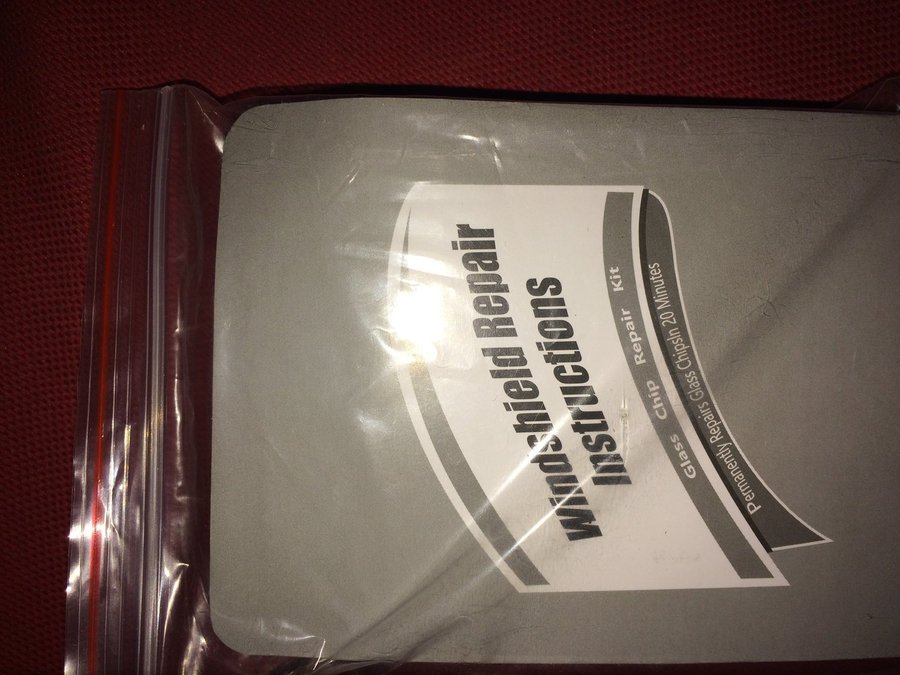 Windshield Repair
Instructions
Glass Chip Repair Kit
Permanently Repairs Glass ChipsIn 20 Minutes